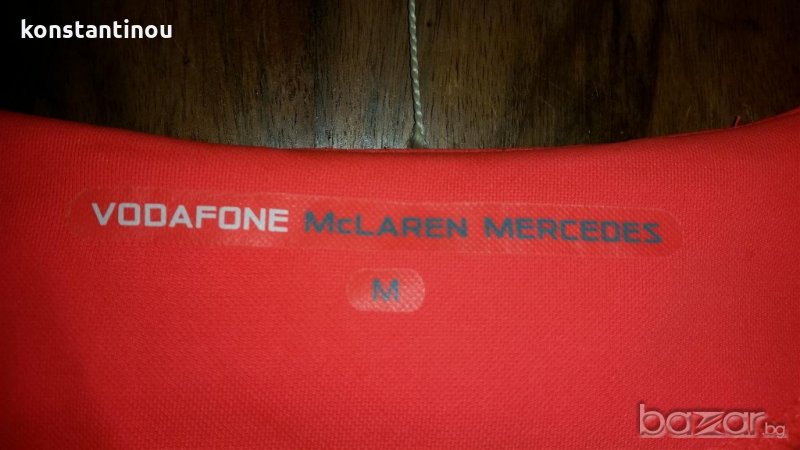 konstantinou
VODAFONE McLAREN MERCEDES
M
bazar.bg